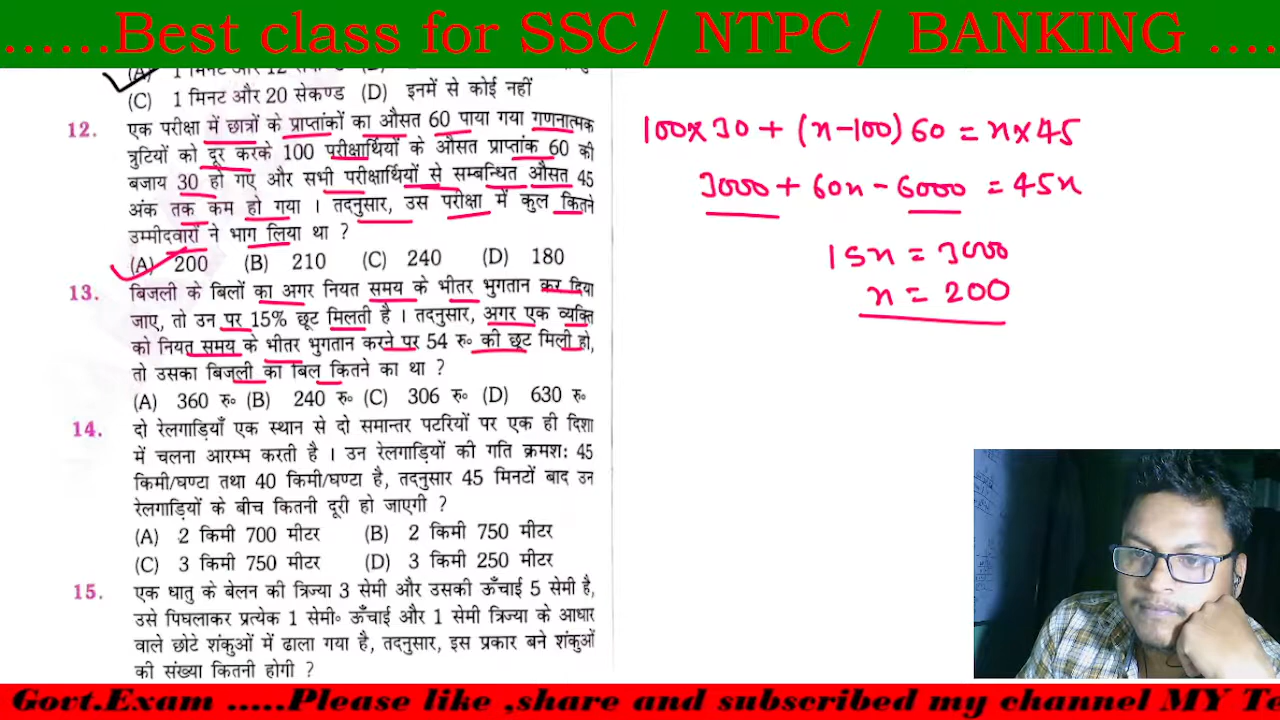 ......Best class for SSC/ NTPC/ BANKING ....
(C) 1 मिनट और 20 सेकण्ड (D) इनमें से कोई नहीं
12. एक परीक्षा में छात्रों के प्राप्तांकों का औसत 60 पाया गया गणनात्मक
त्रुटियों को दूर करके 100 परीक्षार्थियों के औसत प्राप्तांक 60 की
बजाय 30 हो गए और सभी परीक्षार्थियों से सम्बन्धित औसत 45
अंक तक कम हो गया । तदनुसार, उस परीक्षा में कुल कितने
उम्मीदवारों ने भाग लिया था ?
(A) 200 (B) 210 (C) 240 (D) 180
13. बिजली के बिलों का अगर नियत समय के भीतर भुगतान कर दिया
जाए, तो उन पर 15% छूट मिलती है । तदनुसार, अगर एक व्यक्ति
को नियत समय के भीतर भुगतान करने पर 54 रु॰ की छूट मिली हो,
तो उसका बिजली का बिल कितने का था ?
(A) 360 रु॰ (B) 240 रु॰ (C) 306 रु॰ (D) 630 रु॰
14. दो रेलगाड़ियाँ एक स्थान से दो समान्तर पटरियों पर एक ही दिशा
में चलना आरम्भ करती है । उन रेलगाड़ियों की गति क्रमशः 45
किमी/घण्टा तथा 40 किमी/घण्टा है, तदनुसार 45 मिनटों बाद उन
रेलगाड़ियों के बीच कितनी दूरी हो जाएगी ?
(A) 2 किमी 700 मीटर (B) 2 किमी 750 मीटर
(C) 3 किमी 750 मीटर (D) 3 किमी 250 मीटर
15. एक धातु के बेलन की त्रिज्या 3 सेमी और उसकी ऊँचाई 5 सेमी है,
उसे पिघलाकर प्रत्येक 1 सेमी॰ ऊँचाई और 1 सेमी त्रिज्या के आधार
वाले छोटे शंकुओं में ढाला गया है, तदनुसार, इस प्रकार बने शंकुओं
की संख्या कितनी होगी ?
100×30 + (n-100) 60 = n×45
3000 + 60n - 6000 = 45n
15n = 3000
n = 200
Govt.Exam .....Please like ,share and subscribed my channel MY Te